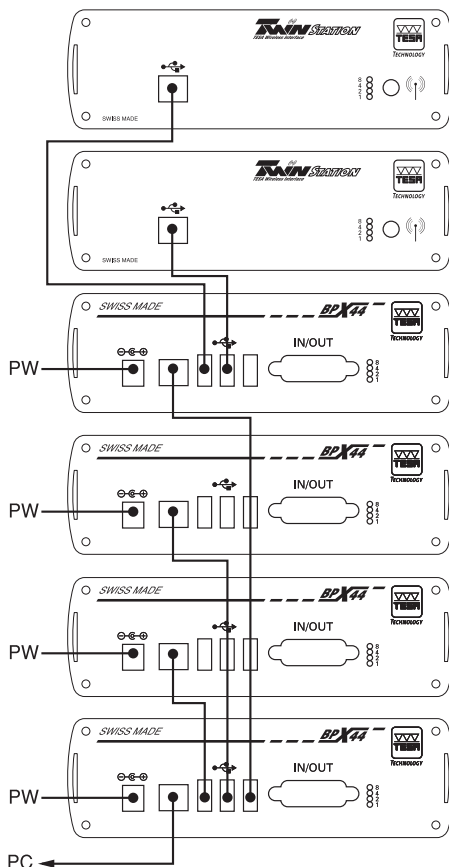 TWIN STATION
TESA Wireless Interface
TESA
TECHNOLOGY
8
4
2
1
SWISS MADE
TWIN STATION
TESA Wireless Interface
TESA
TECHNOLOGY
8
4
2
1
SWISS MADE
SWISS MADE
BPX44
TESA
TECHNOLOGY
IN/OUT
8
4
2
1
PW
SWISS MADE
BPX44
TESA
TECHNOLOGY
IN/OUT
8
4
2
1
PW
SWISS MADE
BPX44
TESA
TECHNOLOGY
IN/OUT
8
4
2
1
PW
SWISS MADE
BPX44
TESA
TECHNOLOGY
IN/OUT
8
4
2
1
PW
PC